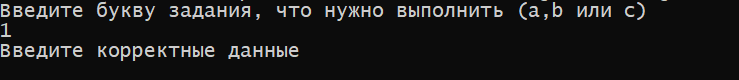 Введите букву задания, что нужно выполнить (a,b или c)
1
Введите корректные данные